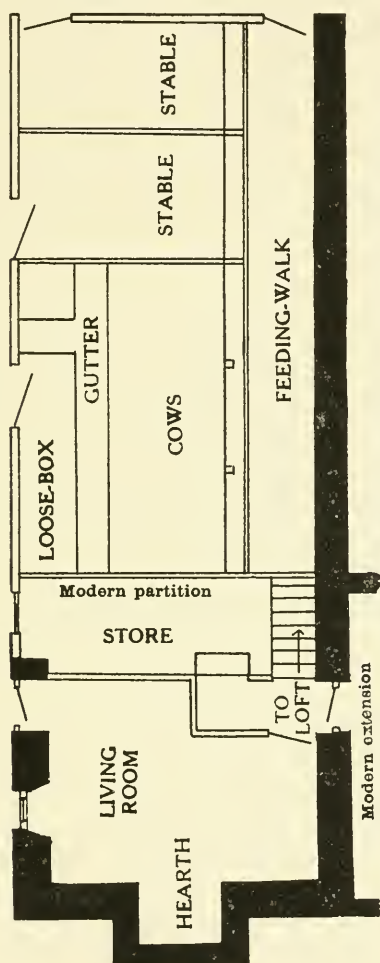 STABLE
STABLE
FEEDING-WALK
GUTTER
COWS
LOOSE-BOX
Modern partition
STORE
TO
LOFT
LIVING
ROOM
Modern extension
HEARTH